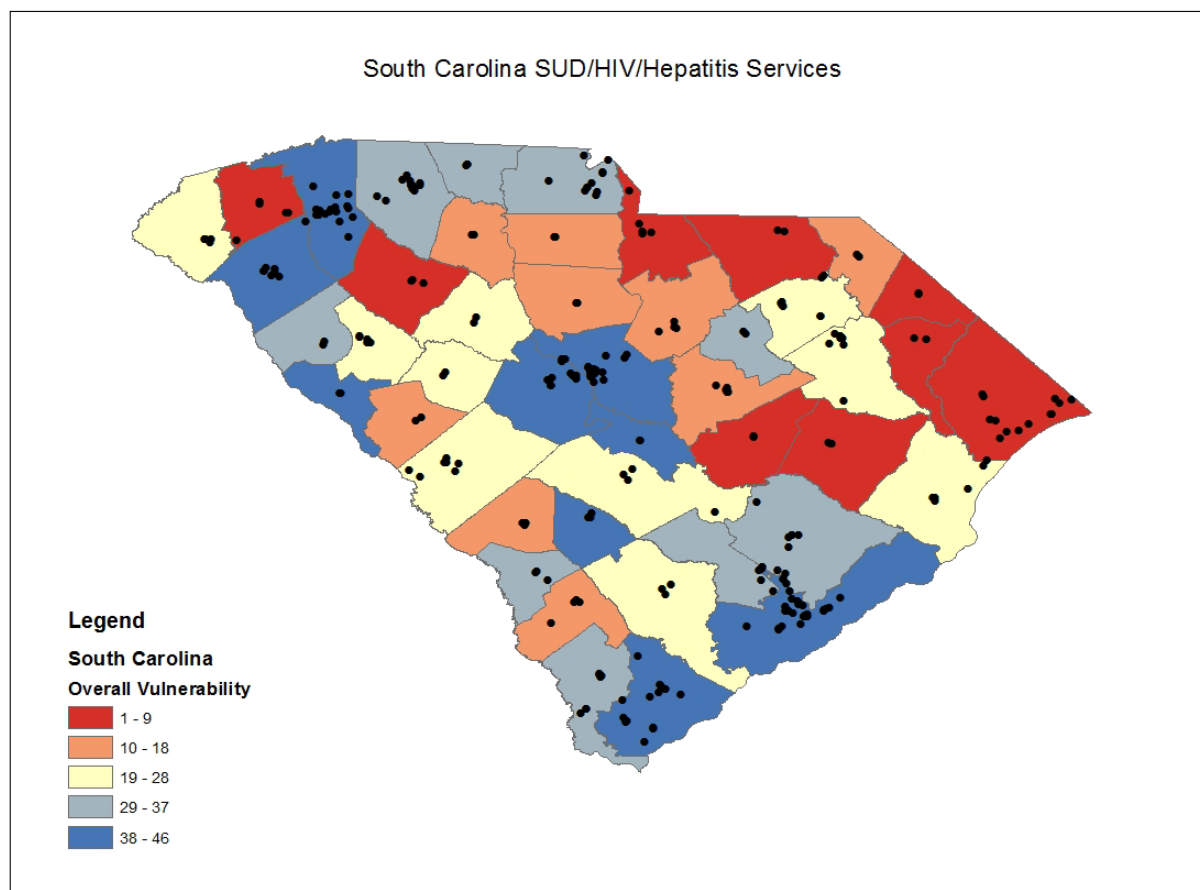 South Carolina SUD/HIV/Hepatitis Services
Legend
South Carolina
Overall Vulnerability
1 - 9
10 - 18
19 - 28
29 - 37
38 - 46